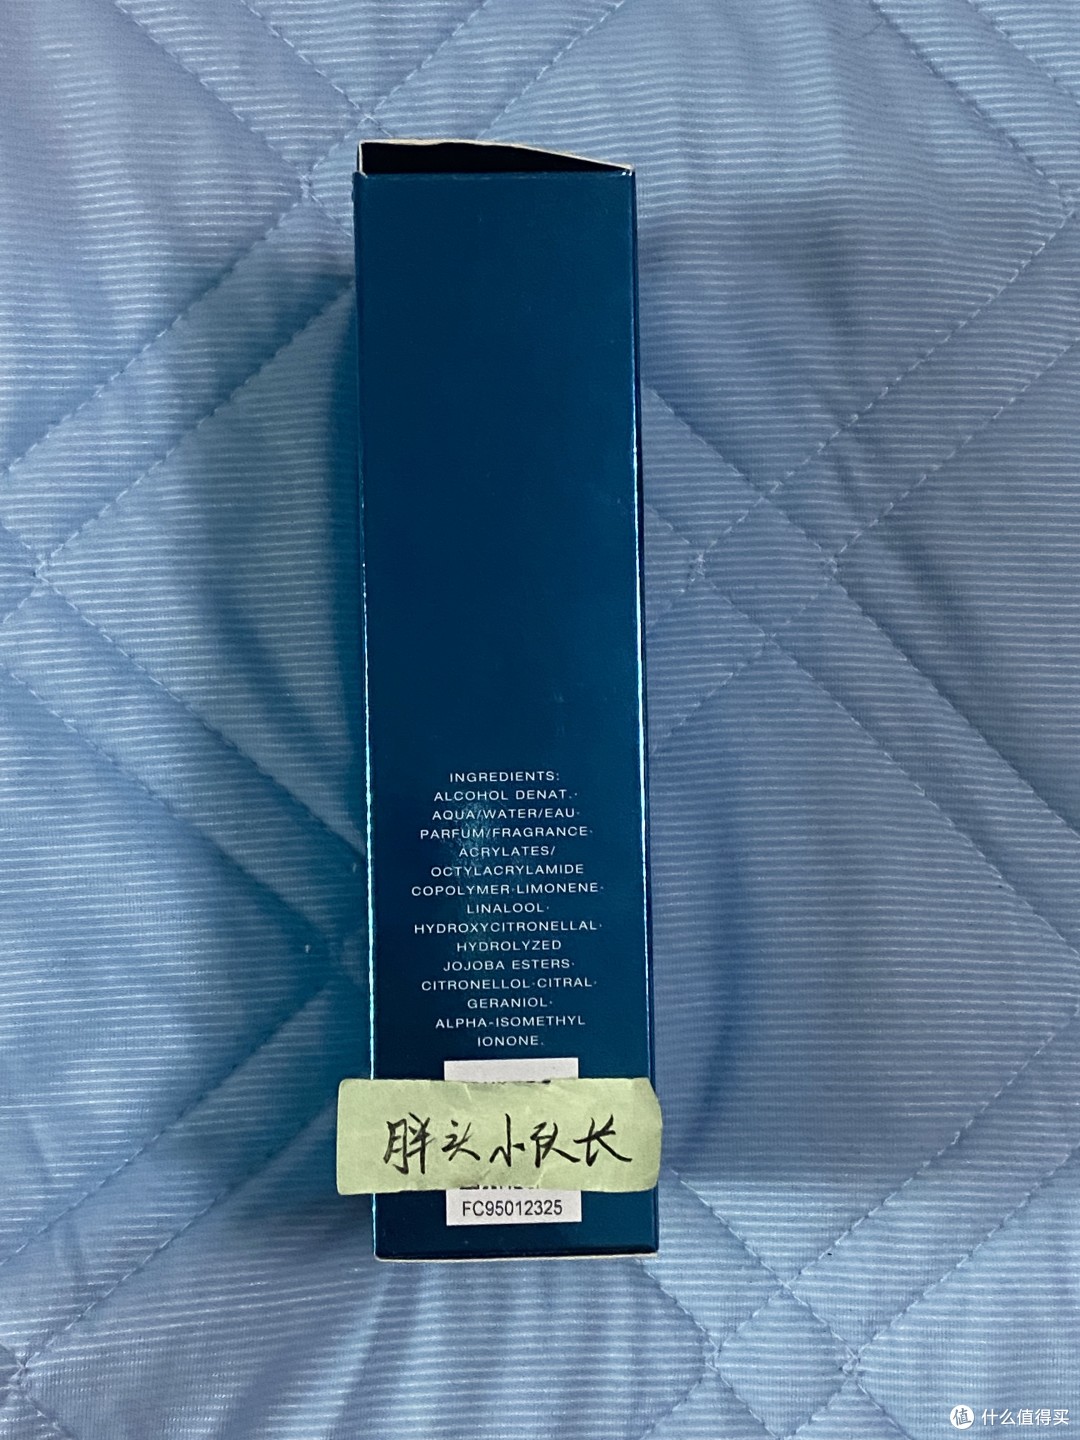 INGREDIENTS:
ALCOHOL DENAT.·
AQUA/WATER/EAU·
PARFUM/FRAGRANCE·
ACRYLATES/
OCTYLACRYLAMIDE
COPOLYMER·LIMONENE·
LINALOOL·
HYDROXYCITRONELLAL·
HYDROLYZED
JOJOBA ESTERS·
CITRONELLOL·CITRAL·
GERANIOL·
ALPHA-ISOMETHYL
IONONE.
胖头小队长
FC95012325
值 什么值得买